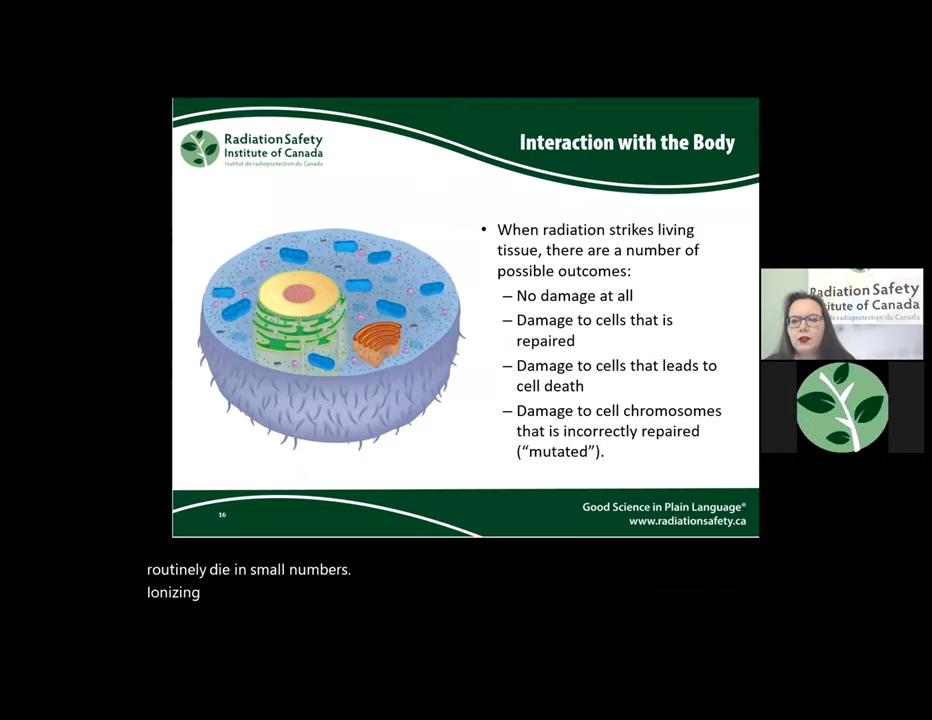 Radiation Safety
Institute of Canada
Institut de radioprotection du Canada
Interaction with the Body
• When radiation strikes living
tissue, there are a number of
possible outcomes:
– No damage at all
– Damage to cells that is
repaired
– Damage to cells that leads to
cell death
– Damage to cell chromosomes
that is incorrectly repaired
("mutated").
Radiation Safety
itute of Canada
de radioprotection du Canada
16
Good Science in Plain Language®
www.radiationsafety.ca
routinely die in small numbers.
Ionizing